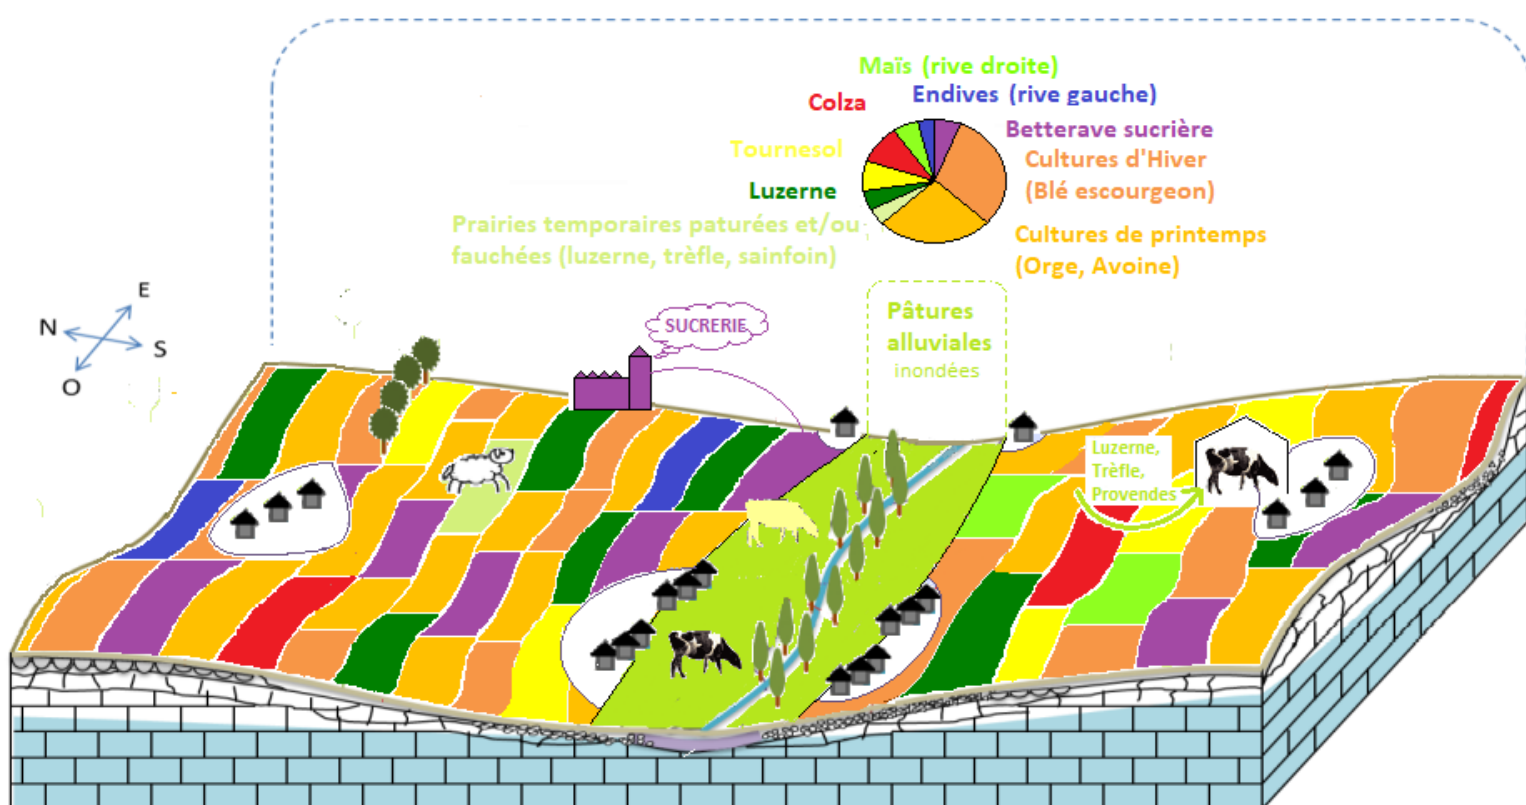 Maïs (rive droite)
Endives (rive gauche)
Colza
Betterave sucrière
Tournesol
Cultures d'Hiver
(Blé escourgeon)
Luzerne
Prairies temporaires paturées et/ou
fauchées (luzerne, trèfle, sainfoin)
Cultures de printemps
(Orge, Avoine)
E
N
S
O
SUCRERIE
Pâtures
alluviales
inondées
Luzerne,
Trèfle,
Provendes